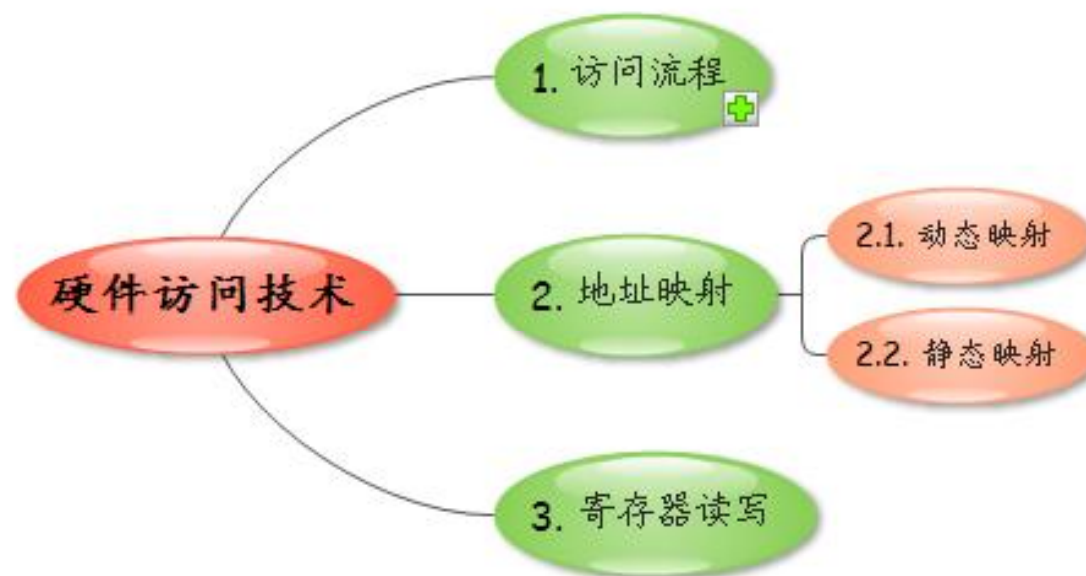 1. 访问流程
硬件访问技术
2. 地址映射
2.1. 动态映射
2.2. 静态映射
3. 寄存器读写